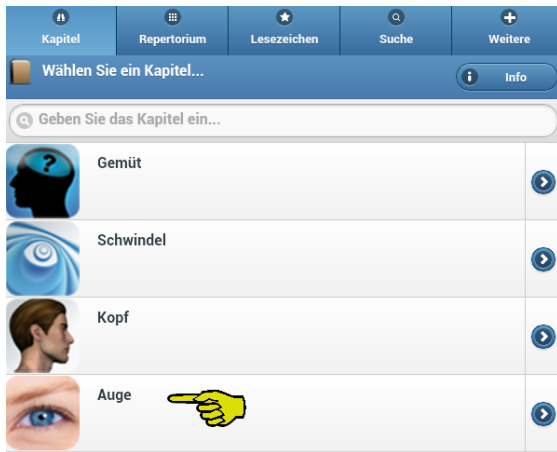 Kapitel Repertorium Lesezeichen Suche Weitere
Wählen Sie ein Kapitel... Info
Geben Sie das Kapitel ein...
Gemüt
Schwindel
Kopf
Auge